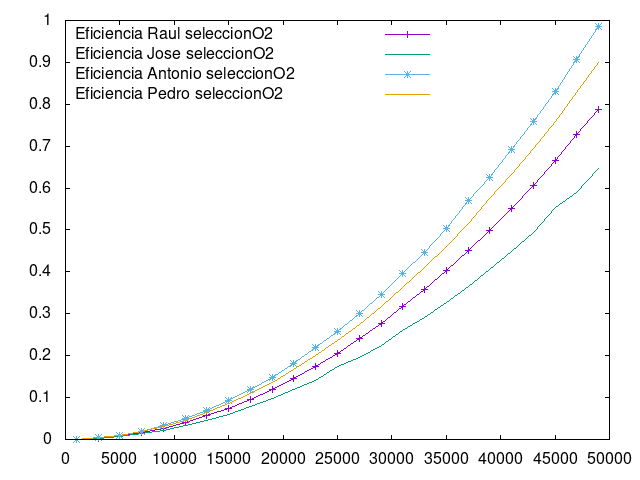 Eficiencia Raul seleccionO2
Eficiencia Jose seleccionO2
Eficiencia Antonio seleccionO2
Eficiencia Pedro seleccionO2
1
0.9
0.8
0.7
0.6
0.5
0.4
0.3
0.2
0.1
0
0 5000 10000 15000 20000 25000 30000 35000 40000 45000 50000